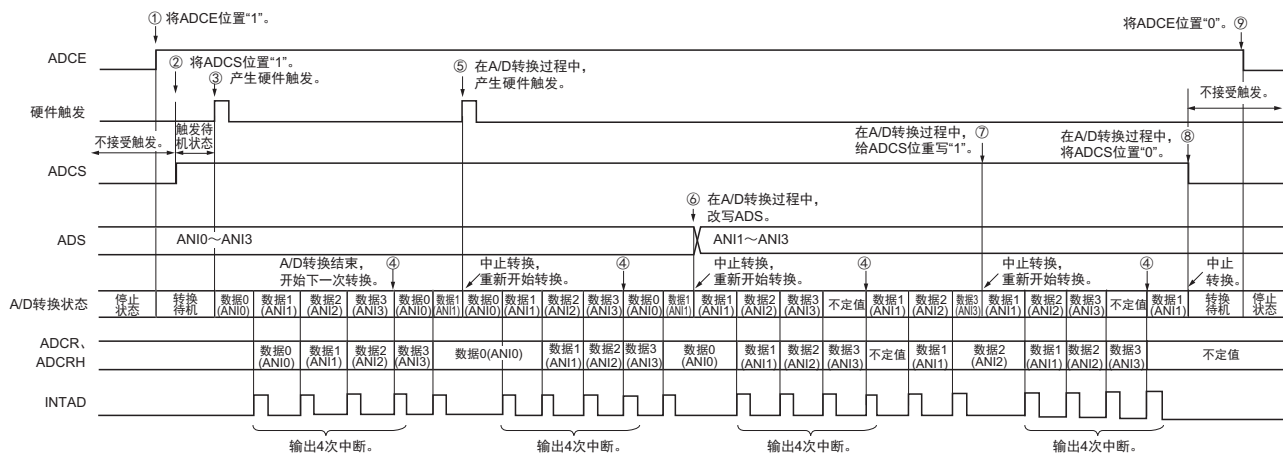 ① 将ADCE位置“1”。
将ADCE位置“0”。 ⑨
ADCE
② 将ADCS位置“1”。
③ 产生硬件触发。
⑤ 在A/D转换过程中,
产生硬件触发。
硬件触发
不接受触发。
触发待
机状态
不接受触发。
在A/D转换过程中, ⑦
给ADCS位重写“1”。
在A/D转换过程中, ⑧
将ADCS位置“0”。
ADCS
⑥ 在A/D转换过程中,
改写ADS。
ADS
ANI0～ANI3
ANI1～ANI3
A/D转换结束,
开始下一次转换。 ④
中止转换,
重新开始转换。
④
中止转换,
重新开始转换。
④
中止转换,
重新开始转换。
④
中止
转换。
A/D转换状态
停止 转换 数据0 数据1 数据2 数据3 数据0 数据1 数据0 数据1 数据2 数据3 数据0 数据1 数据1 数据2 数据3 不定值 数据1 数据2 数据3 数据1 数据2 数据3 不定值 数据1 转换 停止
状态 待机 (ANI0) (ANI1) (ANI2) (ANI3) (ANI0) (ANI1) (ANI0) (ANI1) (ANI2) (ANI3) (ANI0) (ANI1) (ANI1) (ANI2) (ANI3) (ANI1) (ANI2) (ANI3) (ANI1) (ANI2) (ANI3) (ANI1) 待机 状态
ADCR、
ADCRH
数据0 数据1 数据2 数据3 数据0(ANI0) 数据1 数据2 数据3 数据0 数据1 数据2 数据3 不定值 数据1 数据2 数据1 数据2 数据3 不定值
(ANI0) (ANI1) (ANI2) (ANI3) (ANI1) (ANI2) (ANI3) (ANI0) (ANI1) (ANI2) (ANI3) (ANI1) (ANI2) (ANI1) (ANI2) (ANI3)
INTAD
输出4次中断。
输出4次中断。
输出4次中断。
输出4次中断。